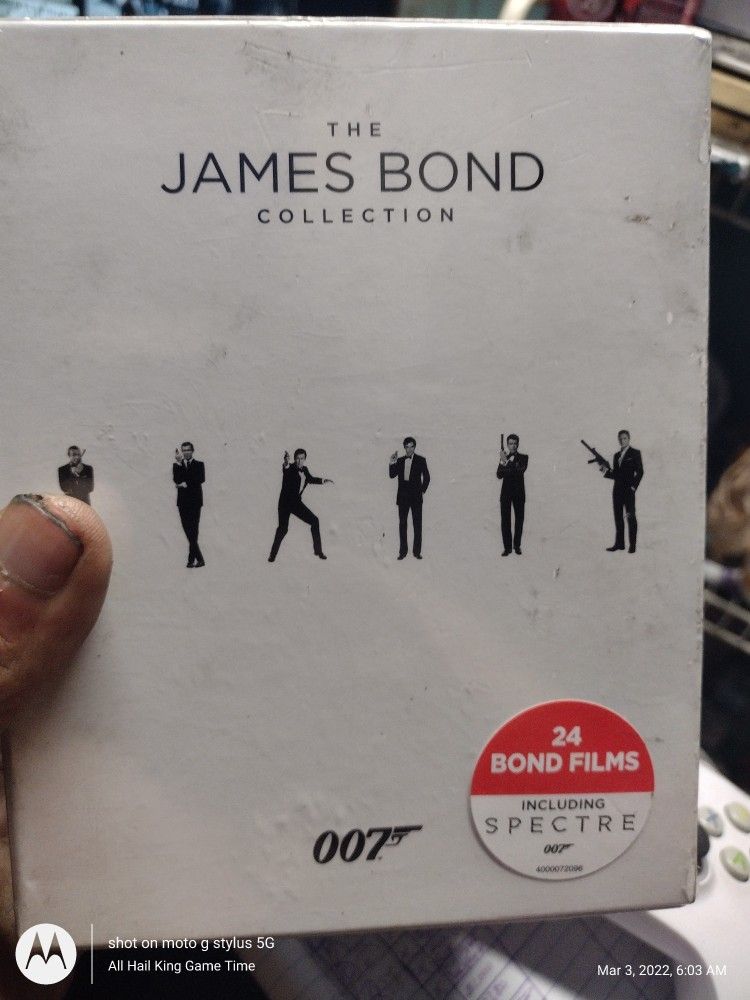 THE
JAMES BOND
COLLECTION
24
BOND FILMS
INCLUDING
SPECTRE
007
4000072096
007
shot on moto g stylus 5G
All Hail King Game Time
Mar 3, 2022, 6:03 AM